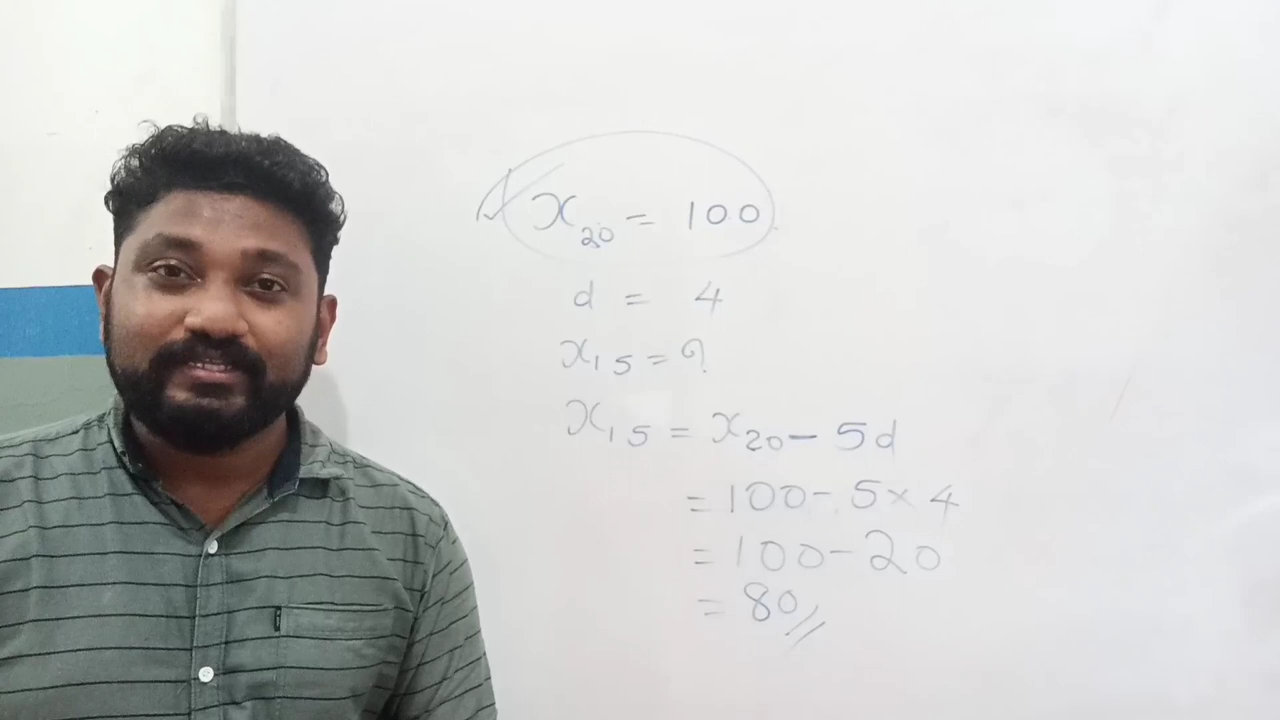 x₂₀ = 100
d = 4
x₁₅ = ?
x₁₅ = x₂₀ - 5d
= 100 - 5 × 4
= 100 - 20
= 80 //